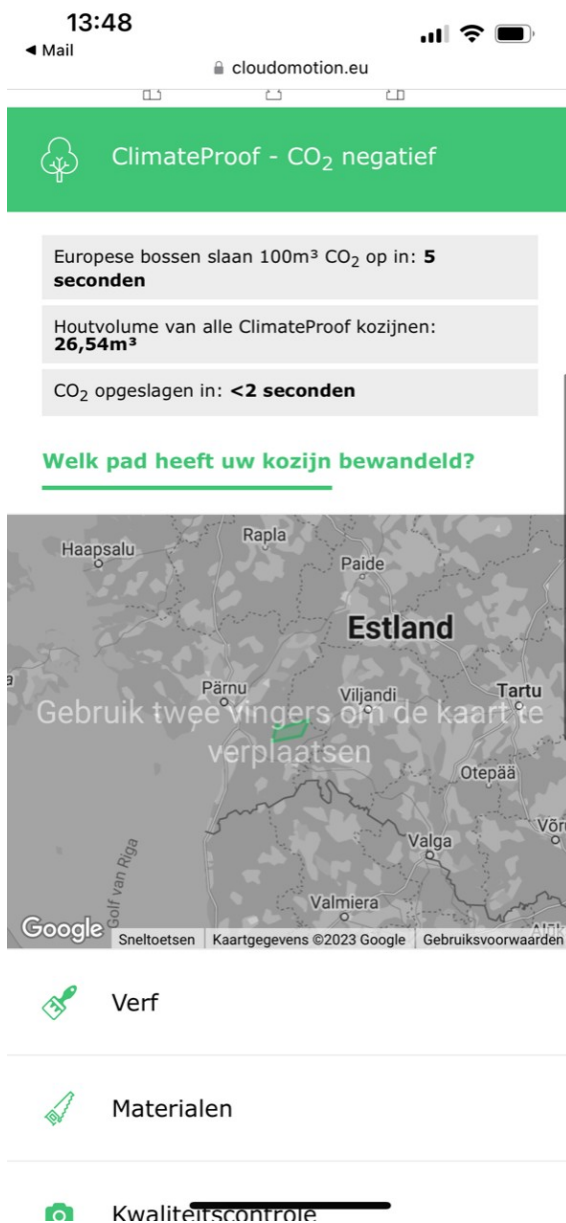 13:48
◀ Mail
cloudomotion.eu
ClimateProof - CO₂ negatief
Europese bossen slaan 100m³ CO₂ op in: 5
seconden
Houtvolume van alle ClimateProof kozijnen:
26,54m³
CO₂ opgeslagen in: <2 seconden
Welk pad heeft uw kozijn bewandeld?
Rapla
Haapsalu
Paide
Estland
Pärnu
Viljandi
Tartu
Gebruik twee vingers om de kaart te
verplaatsen
Otepää
Valga
Golf van Riga
Valmiera
Google
Sneltoetsen
Kaartgegevens ©2023 Google
Gebruiksvoorwaarden
Verf
Materialen
Kwaliteitscontrole